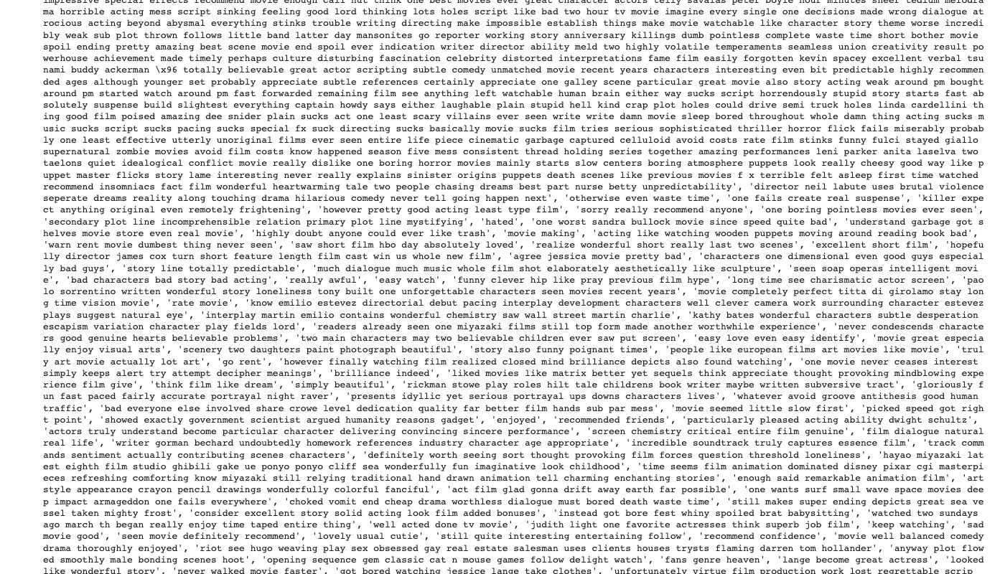 impressive special effects recommend movie enough call nut think one best movies ever great character actors telly savalas peter boyle hour minutes sheer tedium melodra
ma horrible acting mess script sinking feeling good lord thinking lots holes script like bad two hour tv movie imagine every single one decisions made wrong dialogue at
rocious acting beyond abysmal everything stinks trouble writing directing make impossible establish things make movie watchable like character story theme worse incredi
bly weak sub plot thrown follows little band latter day mansonites go reporter working story anniversary killings dumb pointless complete waste time short bother movie
spoil ending pretty amazing best scene movie end spoil ever indication writer director ability meld two highly volatile temperaments seamless union creativity result po
werhouse achievement made timely perhaps culture disturbing fascination celebrity distorted interpretations fame film easily forgotten kevin spacey excellent verbal tsu
nami buddy ackerman \x96 totally believable great actor scripting subtle comedy unmatched movie recent years characters interesting even bit predictable highly recommen
ded ages although younger set probably appreciate subtle references certainly appreciate one galley scene particular great movie also story acting weak around pm bought
around pm started watch around pm fast forwarded remaining film see anything left watchable human brain either way sucks script horrendously stupid story starts fast ab
solutely suspense build slightest everything captain howdy says either laughable plain stupid hell kind crap plot holes could drive semi truck holes linda cardellini th
ing good film poised amazing dee snider plain sucks act one least scary villains ever seen write write damn movie sleep bored throughout whole damn thing acting sucks m
usic sucks script sucks pacing sucks special fx suck directing sucks basically movie sucks film tries serious sophisticated thriller horror flick fails miserably probab
ly one least effective utterly unoriginal films ever seen entire life piece cinematic garbage captured celluloid avoid costs rate film stinks funny fulci stayed giallo
supernatural zombie movies avoid film costs know happened season five mess consistent thread holding series together amazing performances leni parker anita laselva two
taelons quiet idealogical conflict movie really dislike one boring horror movies mainly starts slow centers boring atmosphere puppets look really cheesy good way like p
uppet master flicks story lame interesting never really explains sinister origins puppets death scenes like previous movies f x terrible felt asleep first time watched
recommend insomniacs fact film wonderful heartwarming tale two people chasing dreams best part nurse betty unpredictability', 'director neil labute uses brutal violence
seperate dreams reality along touching drama hilarious comedy never tell going happen next', 'otherwise even waste time', 'one fails create real suspense', 'killer expe
ct anything original even remotely frightening', 'however pretty good acting least type film', 'sorry really recommend anyone', 'one boring pointless movies ever seen',
'secondary plot line incomprehensible relation primary plot line mystifying', 'hated', 'one worst sandra bullock movie since speed quite bad', 'understand garbage got s
helves movie store even real movie', 'highly doubt anyone could ever like trash', 'movie making', 'acting like watching wooden puppets moving around reading book bad',
'warn rent movie dumbest thing never seen', 'saw short film hbo day absolutely loved', 'realize wonderful short really last two scenes', 'excellent short film', 'hopefu
lly director james cox turn short feature length film cast win us whole new film', 'agree jessica movie pretty bad', 'characters one dimensional even good guys especial
ly bad guys', 'story line totally predictable', 'much dialogue much music whole film shot elaborately aesthetically like sculpture', 'seen soap operas intelligent movi
e', 'bad characters bad story bad acting', 'really awful', 'easy watch', 'funny clever hip like pray previous film hype', 'long time see charismatic actor screen', 'pao
lo sorrentino written wonderful story loneliness tony built one unforgettable characters seen movies recent years', 'movie completely perfect titta di girolamo stay lon
g time vision movie', 'rate movie', 'know emilio estevez directorial debut pacing interplay development characters well clever camera work surrounding character estevez
plays suggest natural eye', 'interplay martin emilio contains wonderful chemistry saw wall street martin charlie', 'kathy bates wonderful characters subtle desperation
escapism variation character play fields lord', 'readers already seen one miyazaki films still top form made another worthwhile experience', 'never condescends characte
rs good genuine hearts believable problems', 'two main characters may two believable children ever saw put screen', 'easy love even easy identify', 'movie great especia
lly enjoy visual arts', 'scenery two daughters paint photograph beautiful', 'story also funny poignant times', 'people like european films art movies like movie', 'trul
y art movie actually lot art', 'go rent', 'however finally watching film realized closed mind brilliance depicts also found watching', 'one movie never ceases interest
simply keeps alert try attempt decipher meanings', 'brilliance indeed', 'liked movies like matrix better yet sequels think appreciate thought provoking mindblowing expe
rience film give', 'think film like dream', 'simply beautiful', 'rickman stowe play roles hilt tale childrens book writer maybe written subversive tract', 'gloriously f
un fast paced fairly accurate portrayal night raver', 'presents idyllic yet serious portrayal ups downs characters lives', 'whatever avoid groove antithesis good human
traffic', 'bad everyone else involved share crowe level dedication quality far better film hands sub par mess', 'movie seemed little slow first', 'picked speed got righ
t point', 'showed exactly government scientist argued humanity reasons gadget', 'enjoyed', 'recommended friends', 'particularly pleased acting ability dwight schultz',
'actors truly understand become particular character delivering convincing sincere performance', 'screen chemistry critical entire film genuine', 'film dialogue natural
real life', 'writer gorman bechard undoubtedly homework references industry character age appropriate', 'incredible soundtrack truly captures essence film', 'track comm
ands sentiment actually contributing scenes characters', 'definitely worth seeing sort thought provoking film forces question threshold loneliness', 'hayao miyazaki lat
est eighth film studio ghibili gake ue ponyo ponyo cliff sea wonderfully fun imaginative look childhood', 'time seems film animation dominated disney pixar cgi masterpi
eces refreshing comforting know miyazaki still relying traditional hand drawn animation tell charming enchanting stories', 'enough said remarkable animation film', 'art
style appearance crayon pencil drawings wonderfully colorful fanciful', 'act film glad gonna drift away earth far possible', 'one wants surf small wave space movies dee
p impact armageddon one fails everywhere', 'choked vomit end cheap drama worthless dialogue must bored death waste time', 'still makes super ending depicts great sea ve
ssel taken mighty frost', 'consider excellent story solid acting look film added bonuses', 'instead got bore fest whiny spoiled brat babysitting', 'watched two sundays
ago march th began really enjoy time taped entire thing', 'well acted done tv movie', 'judith light one favorite actresses think superb job film', 'keep watching', 'sad
movie good', 'seen movie definitely recommend', 'lovely usual cutie', 'still quite interesting entertaining follow', 'recommend confidence', 'movie well balanced comedy
drama thoroughly enjoyed', 'riot see hugo weaving play sex obsessed gay real estate salesman uses clients houses trysts flaming darren tom hollander', 'anyway plot flow
ed smoothly male bonding scenes hoot', 'opening sequence gem classic cat n mouse games follow delight watch', 'fans genre heaven', 'lange become great actress', 'looked
like wonderful story', 'never walked movie faster', 'got bored watching jessice lange take clothes', 'unfortunately virtue film production work lost regrettable scrip